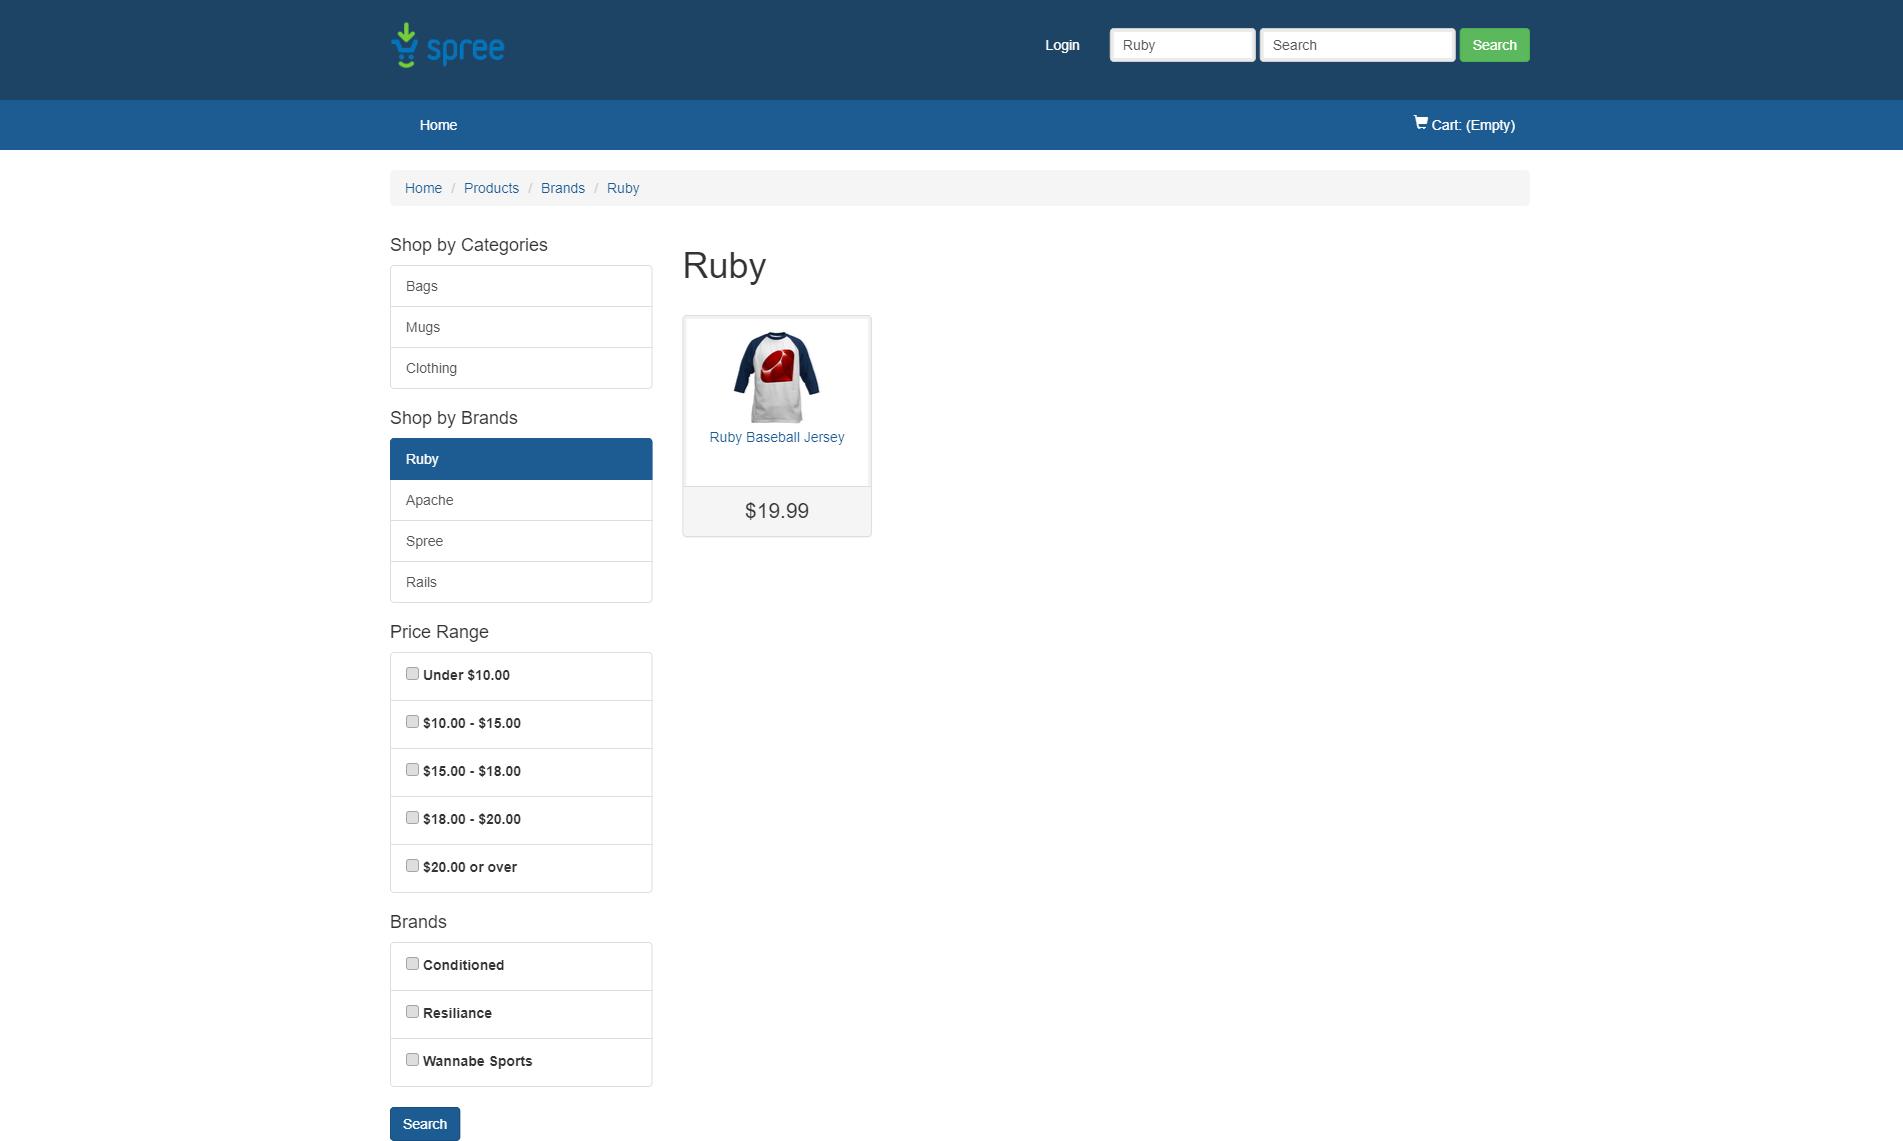 spree
Login
Ruby
Search
Search
Home
Cart: (Empty)
Home / Products / Brands / Ruby
Shop by Categories
Bags
Mugs
Clothing
Shop by Brands
Ruby
Apache
Spree
Rails
Price Range
Under $10.00
$10.00 - $15.00
$15.00 - $18.00
$18.00 - $20.00
$20.00 or over
Brands
Conditioned
Resiliance
Wannabe Sports
Search
Ruby
Ruby Baseball Jersey
$19.99